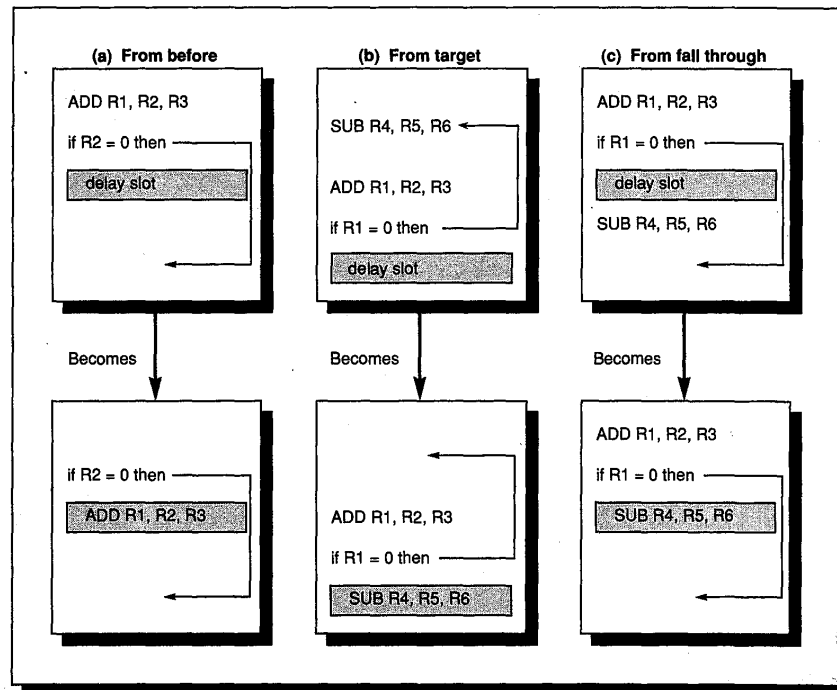 (a) From before
ADD R1, R2, R3
if R2 = 0 then
delay slot
Becomes
if R2 = 0 then
ADD R1, R2, R3
(b) From target
SUB R4, R5, R6
ADD R1, R2, R3
if R1 = 0 then
delay slot
Becomes
ADD R1, R2, R3
if R1 = 0 then
SUB R4, R5, R6
(c) From fall through
ADD R1, R2, R3
if R1 = 0 then
delay slot
SUB R4, R5, R6
Becomes
ADD R1, R2, R3
if R1 = 0 then
SUB R4, R5, R6